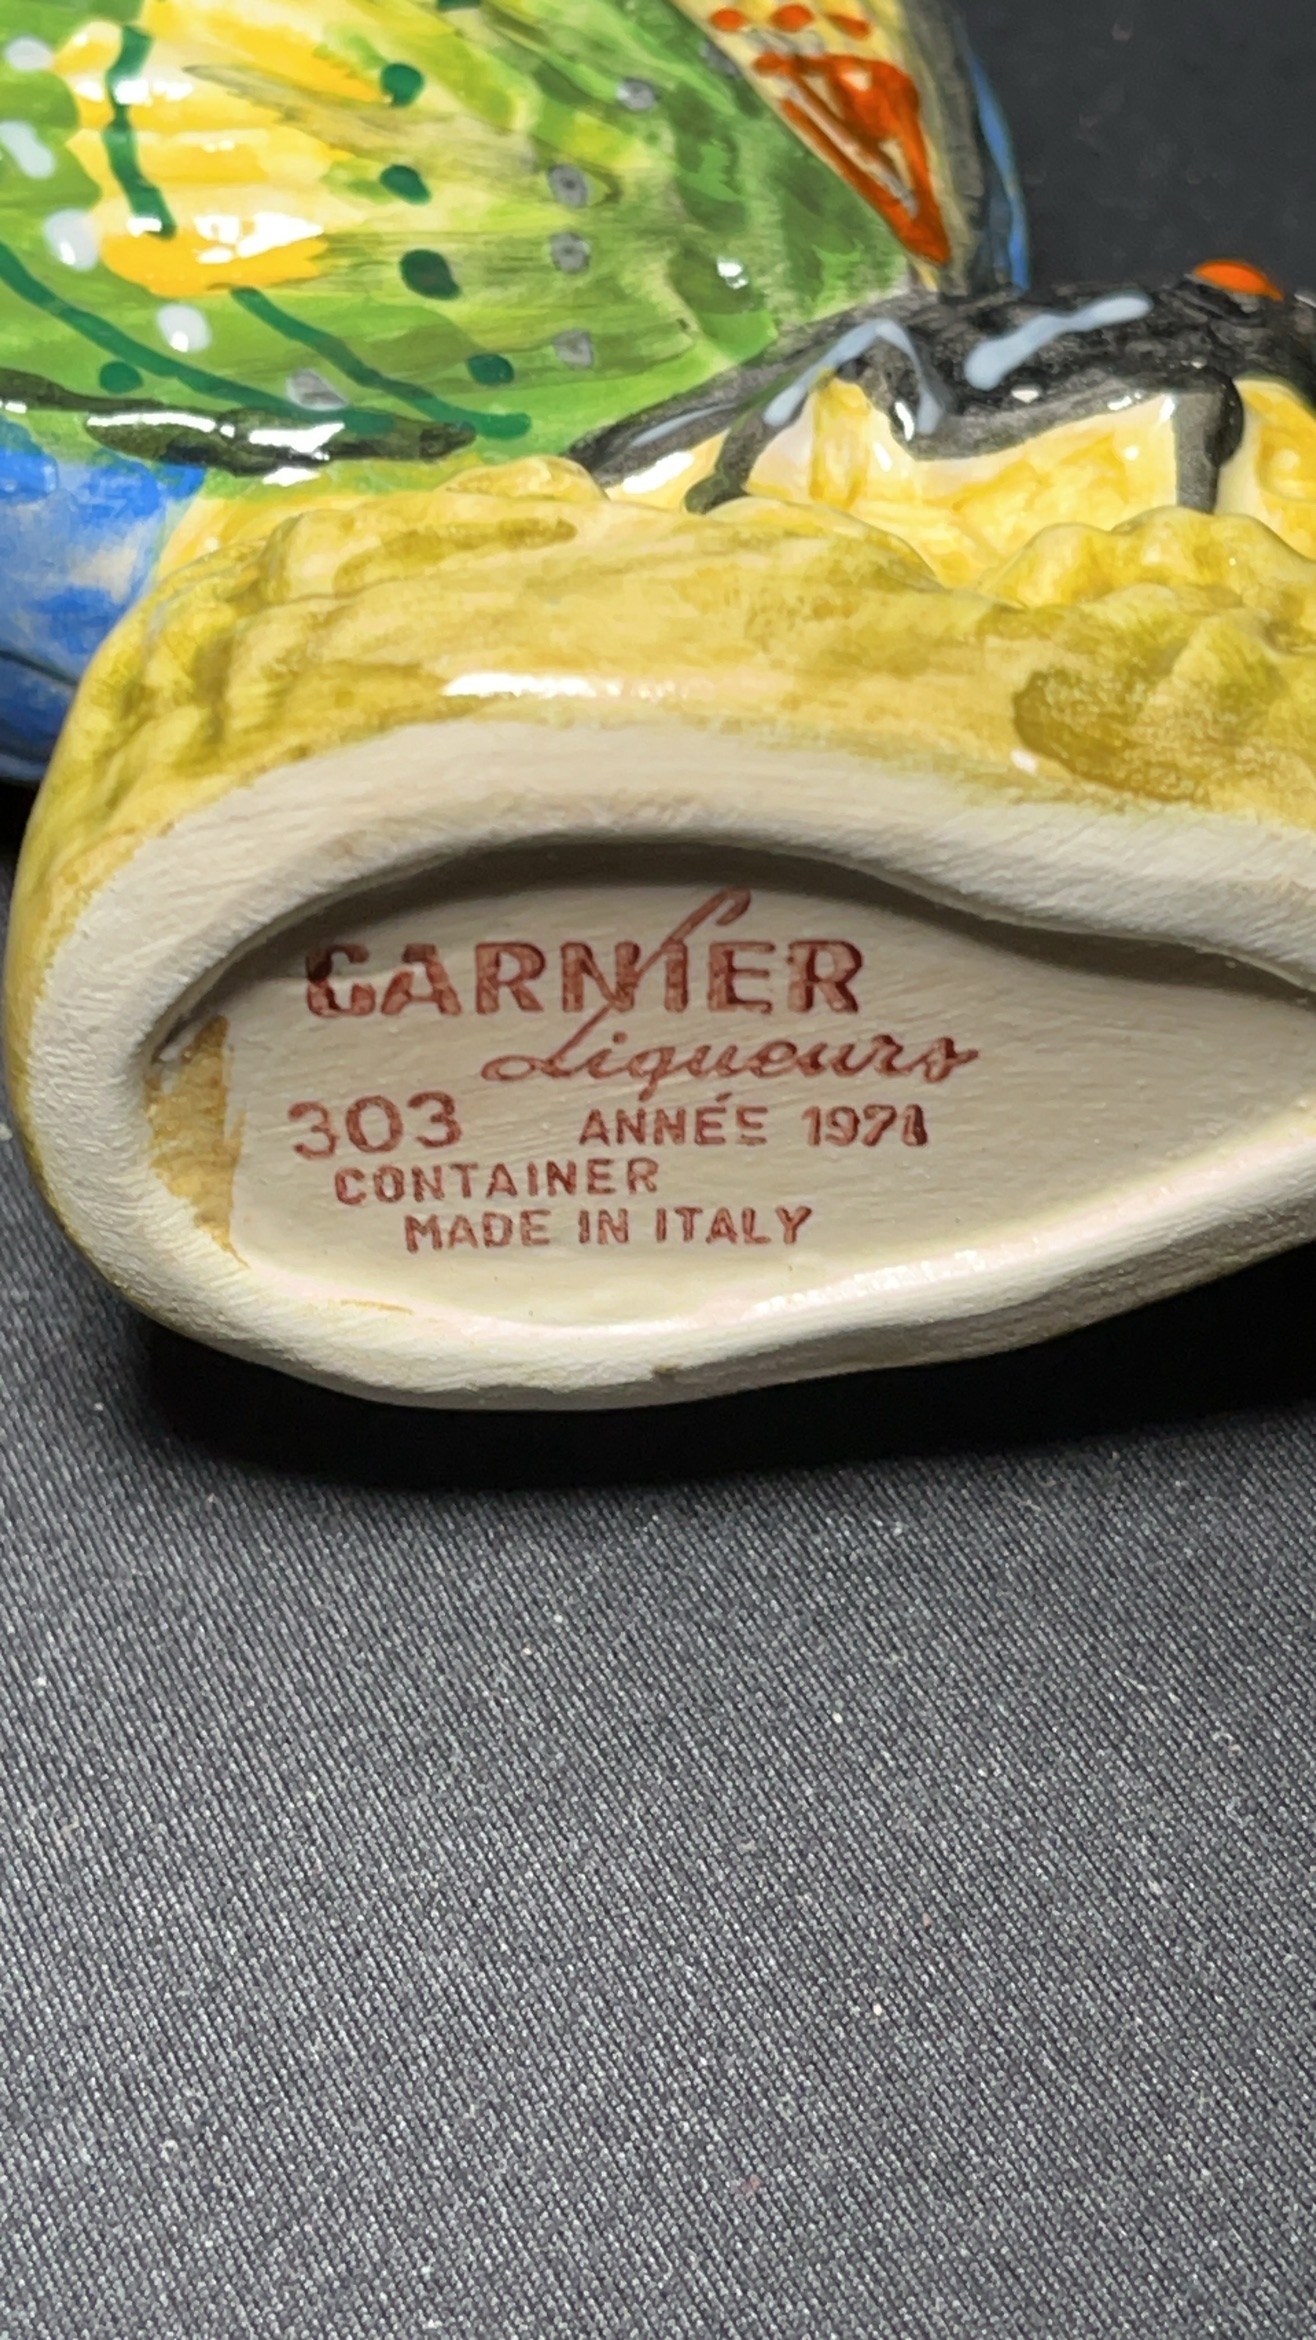 GARNIER
Liqueurs
303 ANNÉE 1971
CONTAINER
MADE IN ITALY